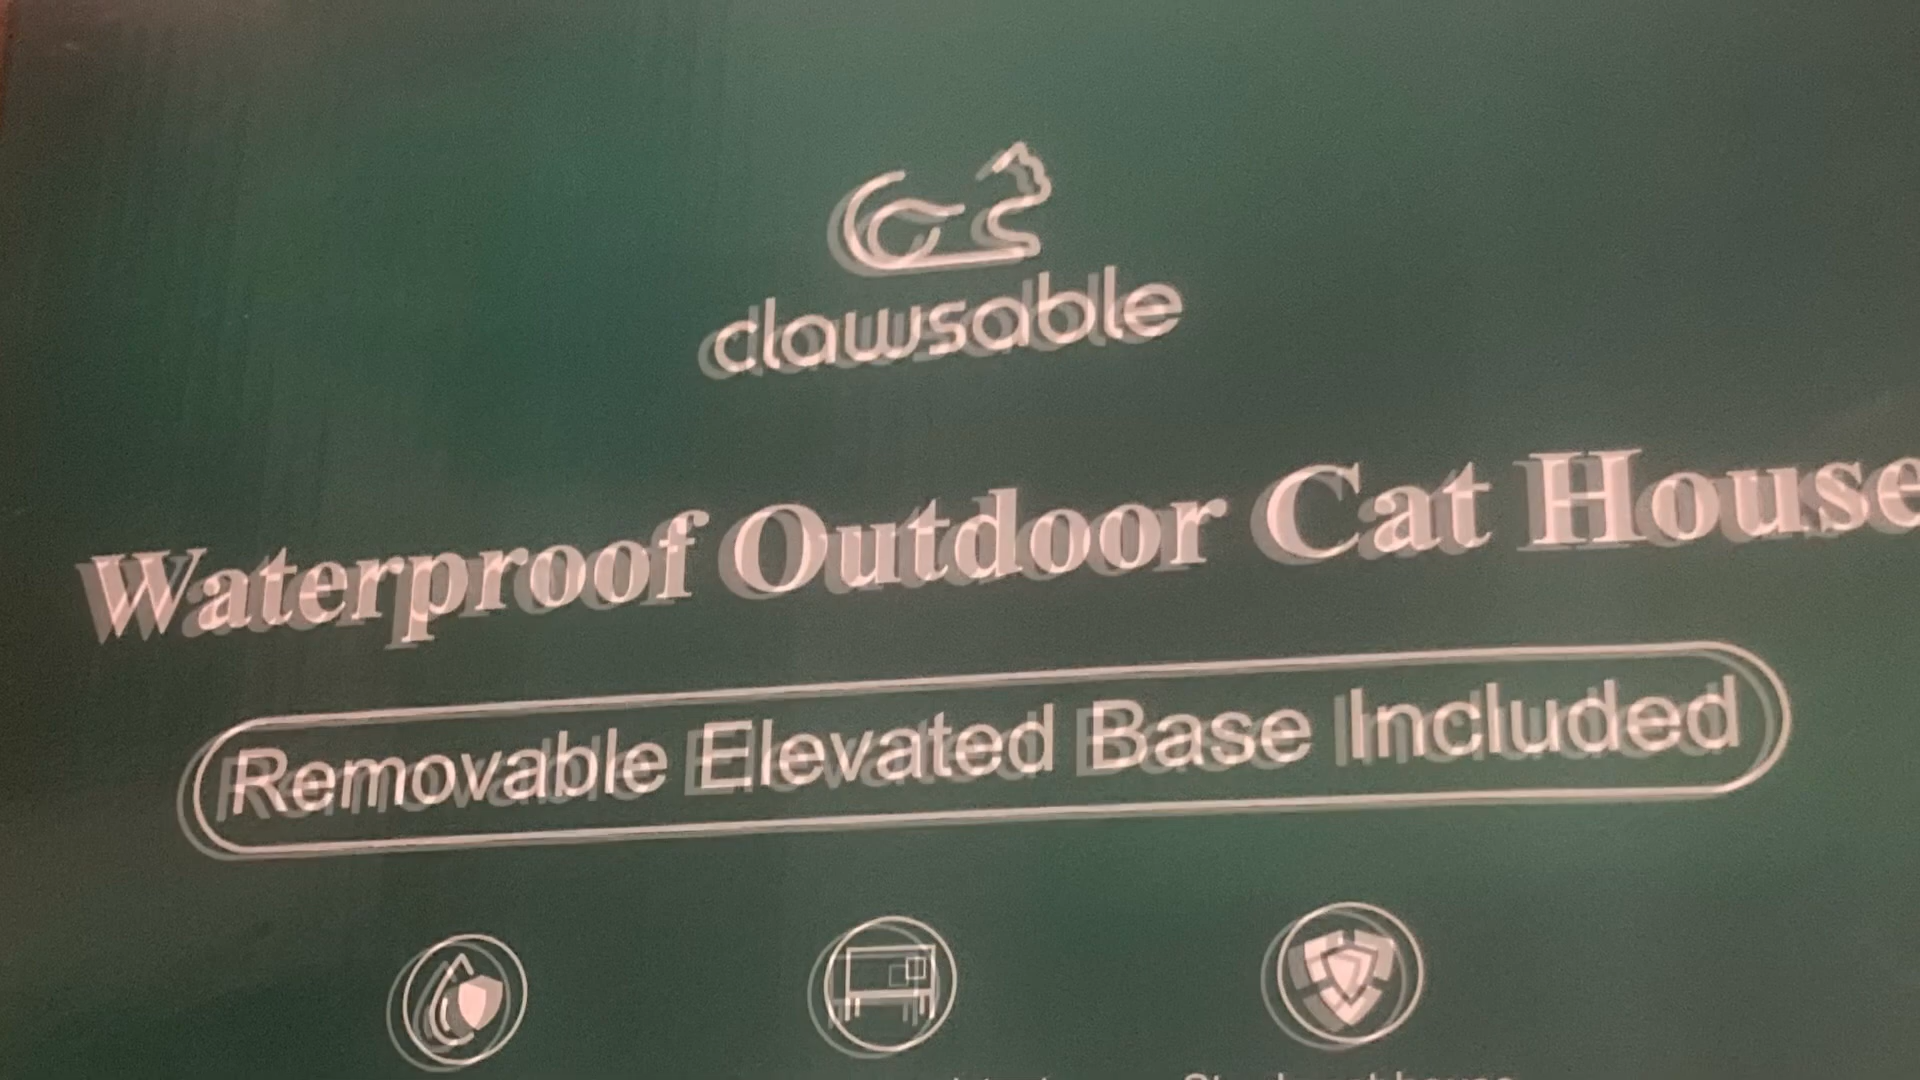 clawsable
Waterproof Outdoor Cat House
Removable Elevated Base Included